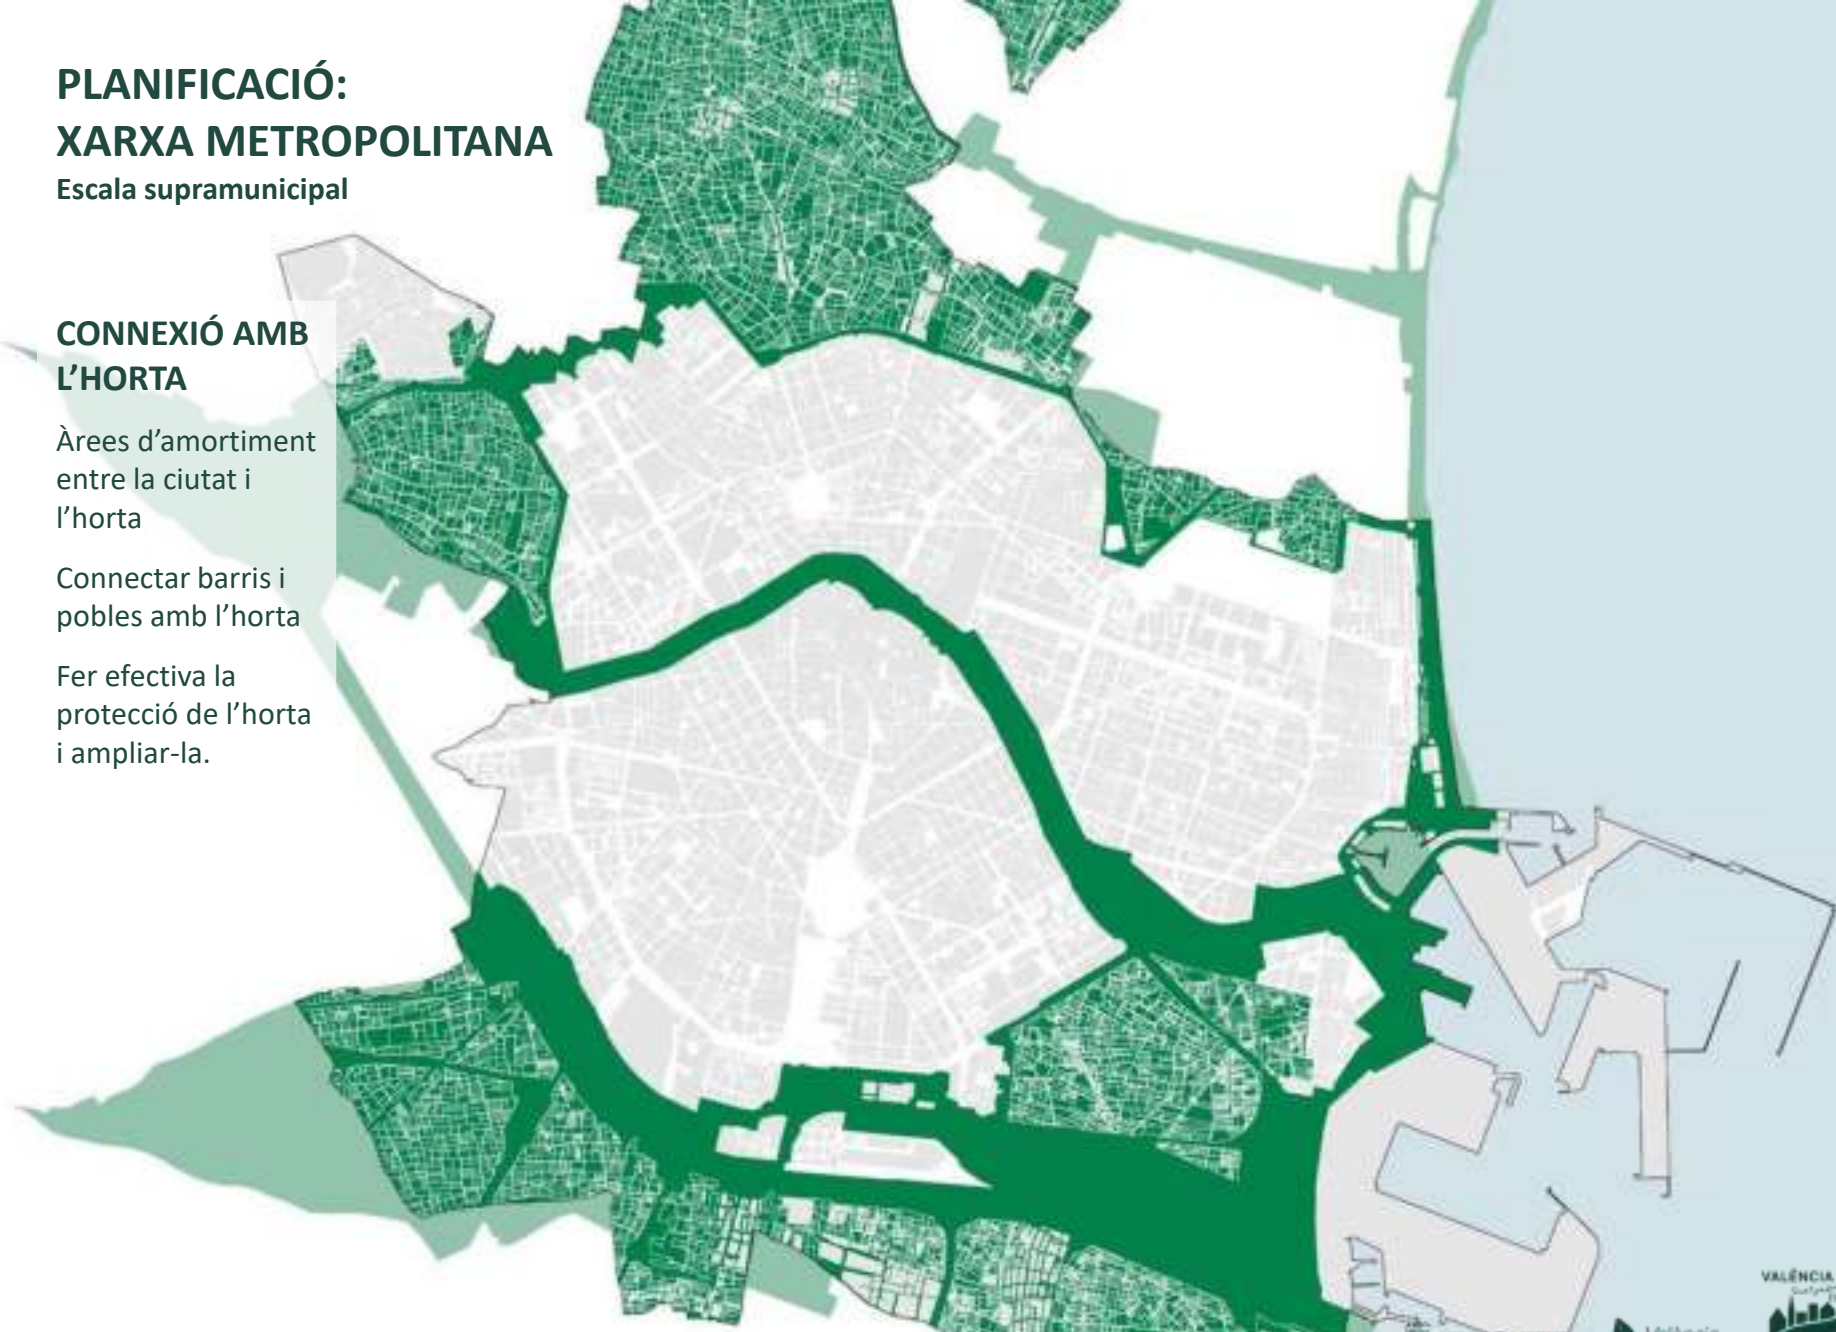 PLANIFICACIÓ:
XARXA METROPOLITANA
Escala supramunicipal
CONNEXIÓ AMB
L'HORTA
Àrees d'amortiment
entre la ciutat i
l'horta
Connectar barris i
pobles amb l'horta
Fer efectiva la
protecció de l'horta
i ampliar-la.
VALÈNCIA